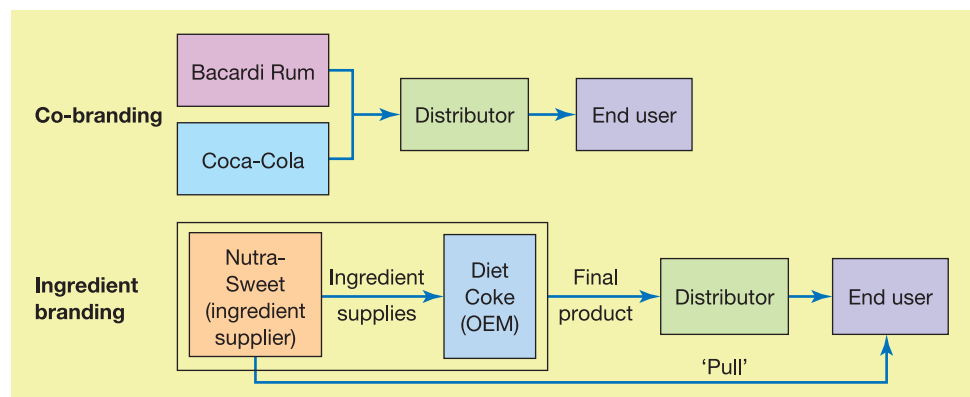 Co-branding
Bacardi Rum
Coca-Cola
Distributor
End user
Ingredient
branding
Nutra-
Sweet
(ingredient
supplier)
Ingredient
supplies
Diet
Coke
(OEM)
Final
product
Distributor
End user
‘Pull’